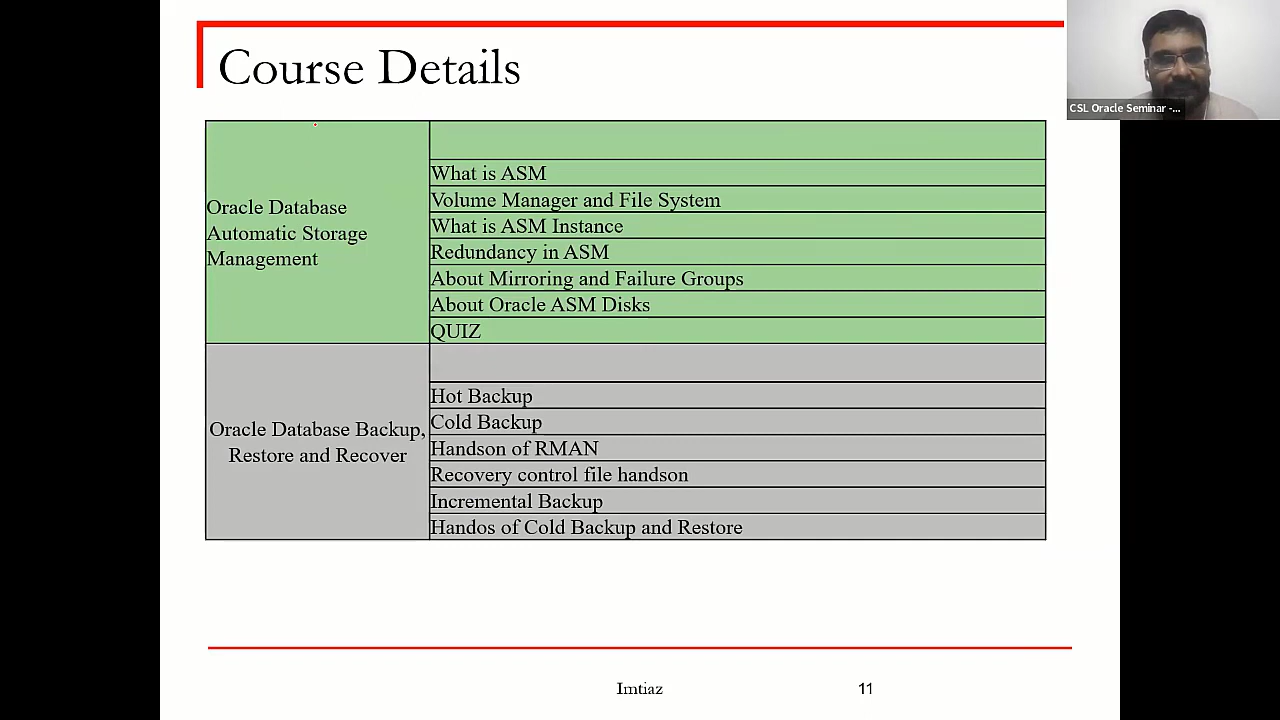 Course Details
CSL Oracle Seminar -...
Oracle Database
Automatic Storage
Management
What is ASM
Volume Manager and File System
What is ASM Instance
Redundancy in ASM
About Mirroring and Failure Groups
About Oracle ASM Disks
QUIZ
Oracle Database Backup,
Restore and Recover
Hot Backup
Cold Backup
Handson of RMAN
Recovery control file handson
Incremental Backup
Handos of Cold Backup and Restore
Imtiaz
11